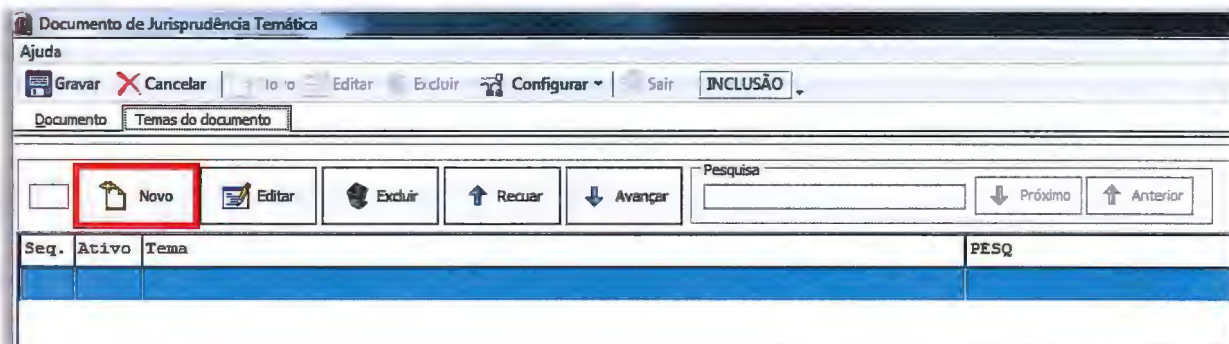 Documento de Jurisprudência Temática
Ajuda
Gravar Cancelar Editar Excluir Configurar Sair INCLUSÃO
Documento Temas do documento
Pesquisa
Novo Editar Excluir Recuar Avançar Próximo Anterior
Seq. Ativo Tema PESQ